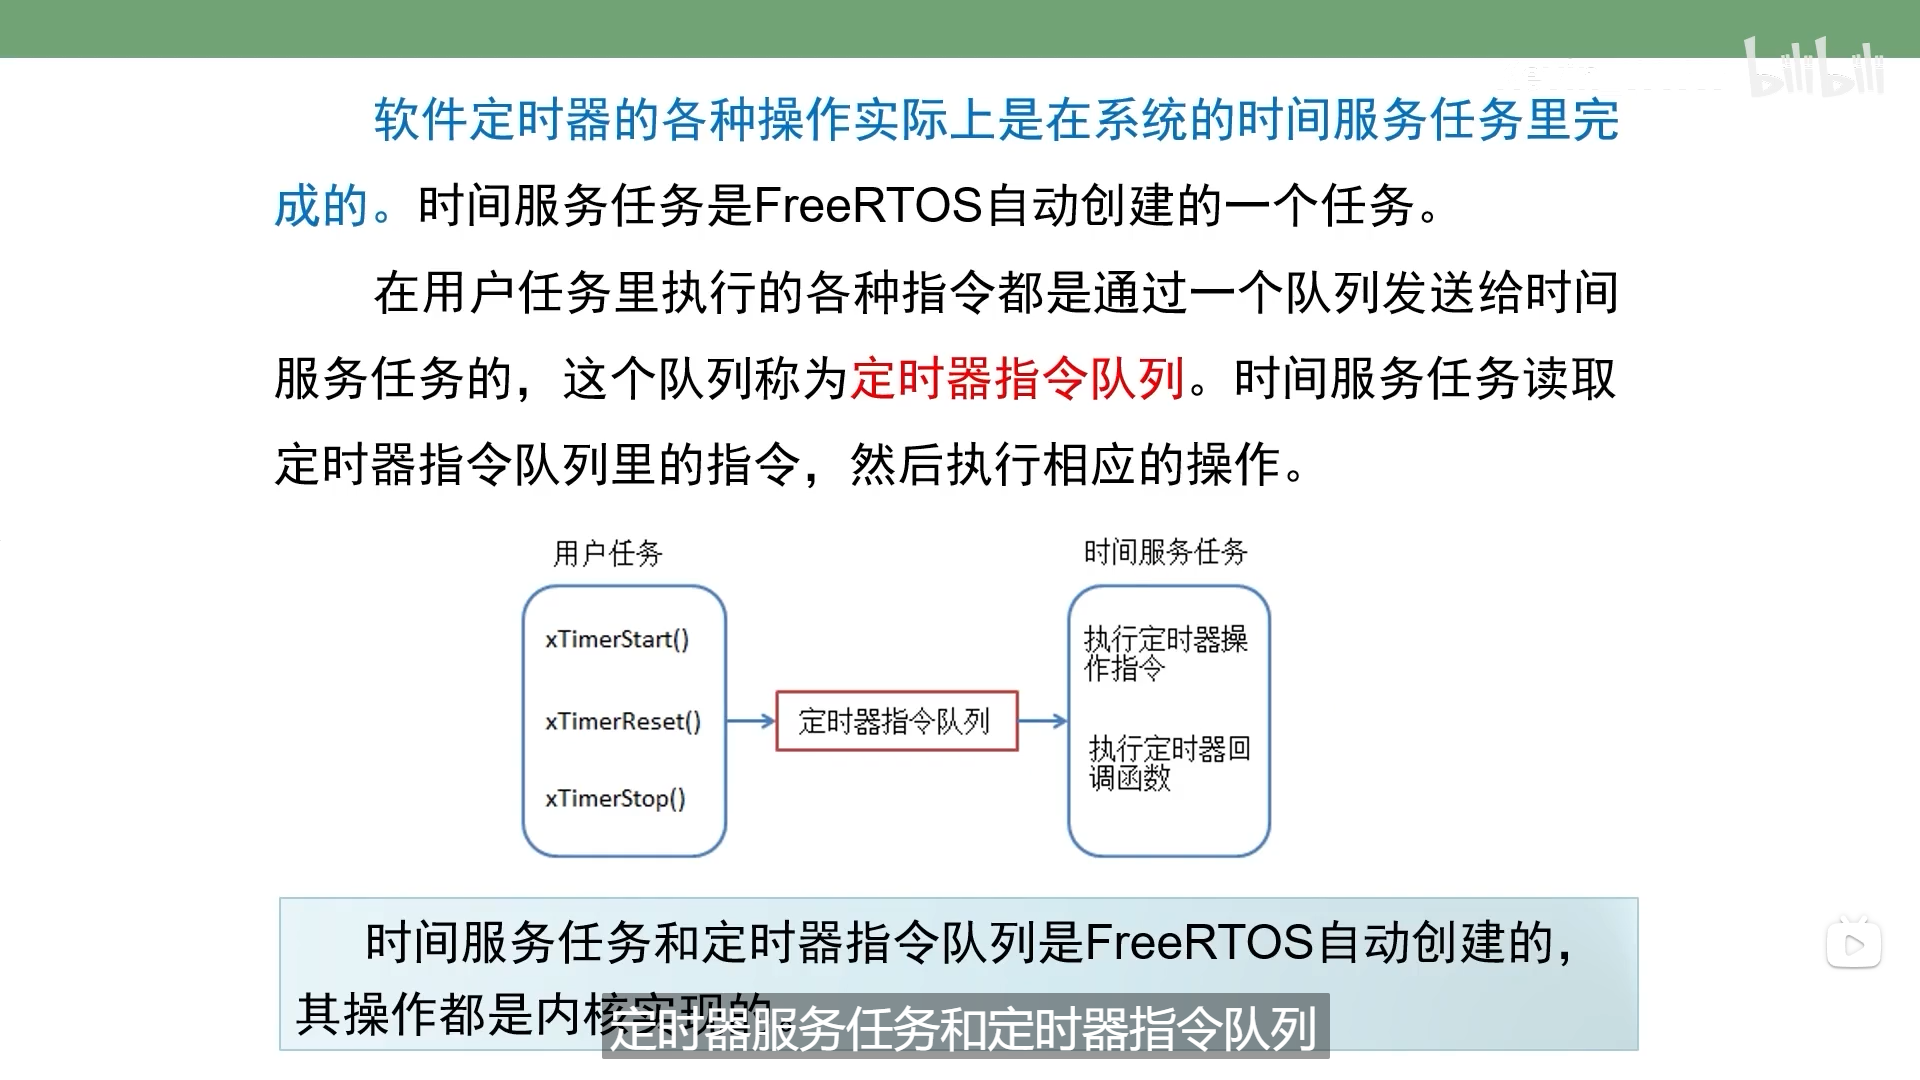 bilibili
软件定时器的各种操作实际上是在系统的时间服务任务里完
成的。时间服务任务是FreeRTOS自动创建的一个任务。
在用户任务里执行的各种指令都是通过一个队列发送给时间
服务任务的，这个队列称为定时器指令队列。时间服务任务读取
定时器指令队列里的指令，然后执行相应的操作。
用户任务
xTimerStart()
xTimerReset()
xTimerStop()
定时器指令队列
时间服务任务
执行定时器操
作指令
执行定时器回
调函数
时间服务任务和定时器指令队列是FreeRTOS自动创建的，
其操作都是内核实现的。
定时器服务任务和定时器指令队列